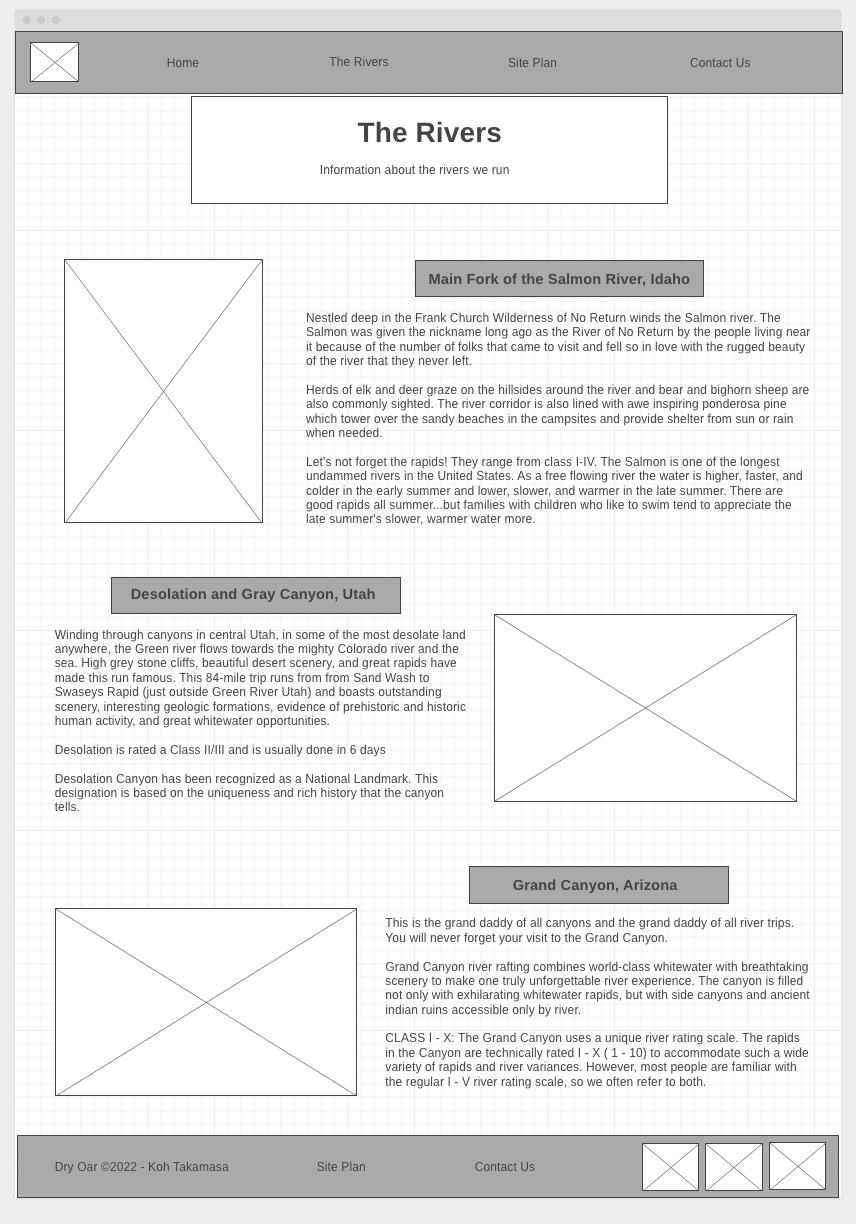 Home
The Rivers
Site Plan
Contact Us
The Rivers
Information about the rivers we run
Main Fork of the Salmon River, Idaho
Nestled deep in the Frank Church Wilderness of No Return winds the Salmon river. The
Salmon was given the nickname long ago as the River of No Return by the people living near
it because of the number of folks that came to visit and fell so in love with the rugged beauty
of the river that they never left.
Herds of elk and deer graze on the hillsides around the river and bear and bighorn sheep are
also commonly sighted. The river corridor is also lined with awe inspiring ponderosa pine
which tower over the sandy beaches in the campsites and provide shelter from sun or rain
when needed.
Let's not forget the rapids! They range from class I-IV. The Salmon is one of the longest
undammed rivers in the United States. As a free flowing river the water is higher, faster, and
colder in the early summer and lower, slower, and warmer in the late summer. There are
good rapids all summer...but families with children who like to swim tend to appreciate the
late summer's slower, warmer water more.
Desolation and Gray Canyon, Utah
Winding through canyons in central Utah, in some of the most desolate land
anywhere, the Green river flows towards the mighty Colorado river and the
sea. High grey stone cliffs, beautiful desert scenery, and great rapids have
made this run famous. This 84-mile trip runs from from Sand Wash to
Swaseys Rapid (just outside Green River Utah) and boasts outstanding
scenery, interesting geologic formations, evidence of prehistoric and historic
human activity, and great whitewater opportunities.
Desolation is rated a Class II/III and is usually done in 6 days
Desolation Canyon has been recognized as a National Landmark. This
designation is based on the uniqueness and rich history that the canyon
tells.
Grand Canyon, Arizona
This is the grand daddy of all canyons and the grand daddy of all river trips.
You will never forget your visit to the Grand Canyon.
Grand Canyon river rafting combines world-class whitewater with breathtaking
scenery to make one truly unforgettable river experience. The canyon is filled
not only with exhilarating whitewater rapids, but with side canyons and ancient
indian ruins accessible only by river.
CLASS I - X: The Grand Canyon uses a unique river rating scale. The rapids
in the Canyon are technically rated I - X ( 1 - 10) to accommodate such a wide
variety of rapids and river variances. However, most people are familiar with
the regular I - V river rating scale, so we often refer to both.
Dry Oar ©2022 - Koh Takamasa
Site Plan
Contact Us